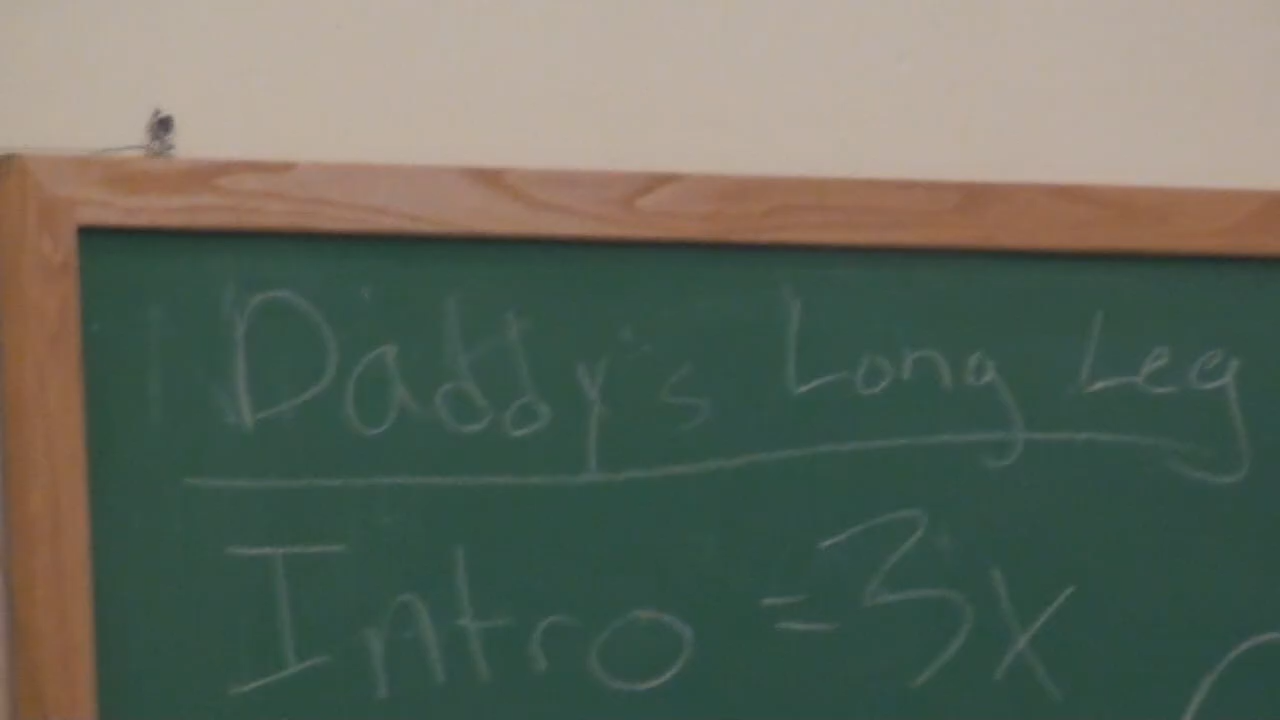 Daddy's Long Leg
Intro = 3x